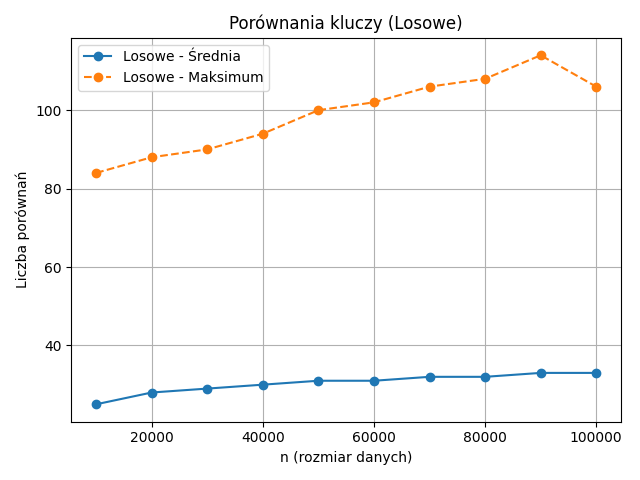 Porównania kluczy (Losowe)
Losowe - Średnia
Losowe - Maksimum
Liczba porównań
100
80
60
40
20000 40000 60000 80000 100000
n (rozmiar danych)